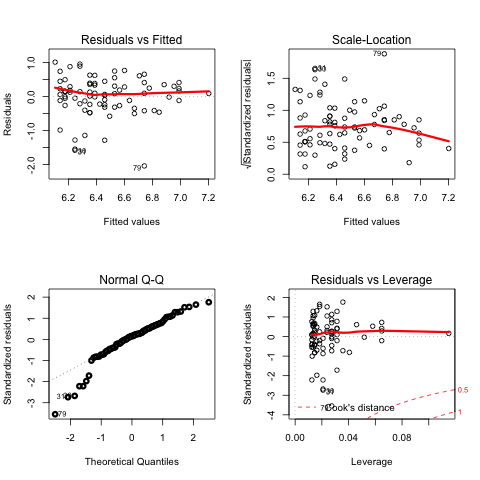 Residuals vs Fitted
Residuals
1.0
0.0
-1.0
-2.0
79
6.2 6.4 6.6 6.8 7.0 7.2
Fitted values
Scale-Location
√|Standardized residuals|
1.5
1.0
0.5
0.0
79
6.2 6.4 6.6 6.8 7.0 7.2
Fitted values
Normal Q-Q
Standardized residuals
2
1
0
-1
-2
-3
79
-2 -1 0 1 2
Theoretical Quantiles
Residuals vs Leverage
Standardized residuals
2
1
0
-1
-2
-3
-4
Cook's distance
0.5
1
0.00 0.04 0.08
Leverage